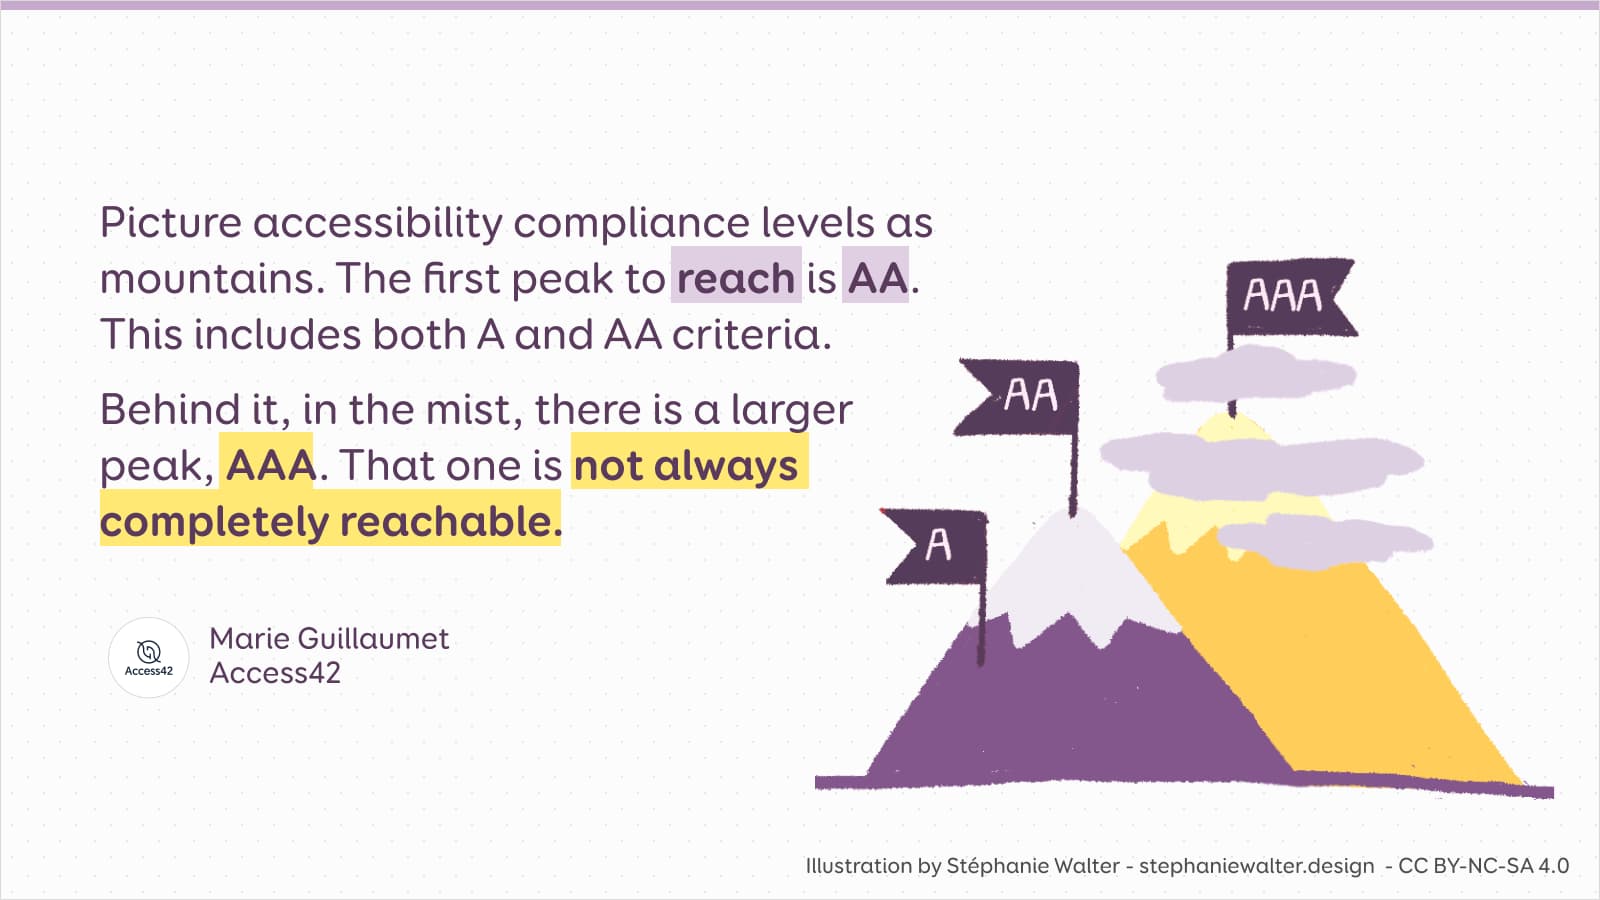 Picture accessibility compliance levels as
mountains. The first peak to reach is AA.
This includes both A and AA criteria.
Behind it, in the mist, there is a larger
peak, AAA. That one is not always
completely reachable.
Access42
Marie Guillaumet
Access42
AAA
AA
A
Illustration by Stéphanie Walter - stephaniewalter.design - CC BY-NC-SA 4.0